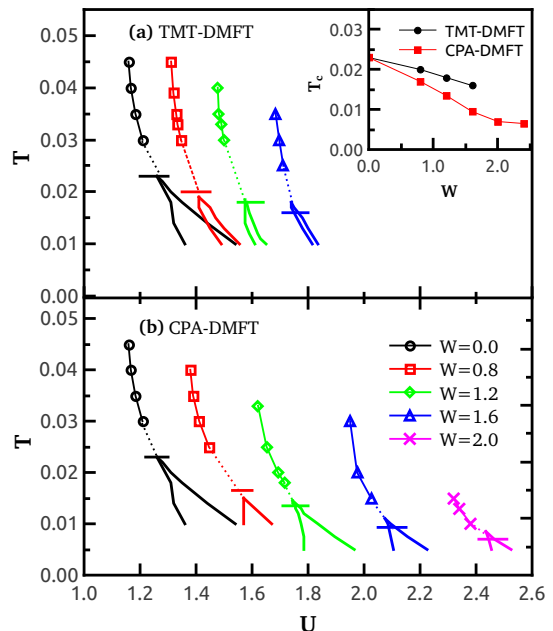 (a) TMT-DMFT
TMT-DMFT
CPA-DMFT
T_c
0.03
0.02
0.01
0.00
0.0
1.0
2.0
W
T
0.05
0.04
0.03
0.02
0.01
0.00
(b) CPA-DMFT
W=0.0
W=0.8
W=1.2
W=1.6
W=2.0
T
0.05
0.04
0.03
0.02
0.01
0.00
1.0 1.2 1.4 1.6 1.8 2.0 2.2 2.4 2.6
U